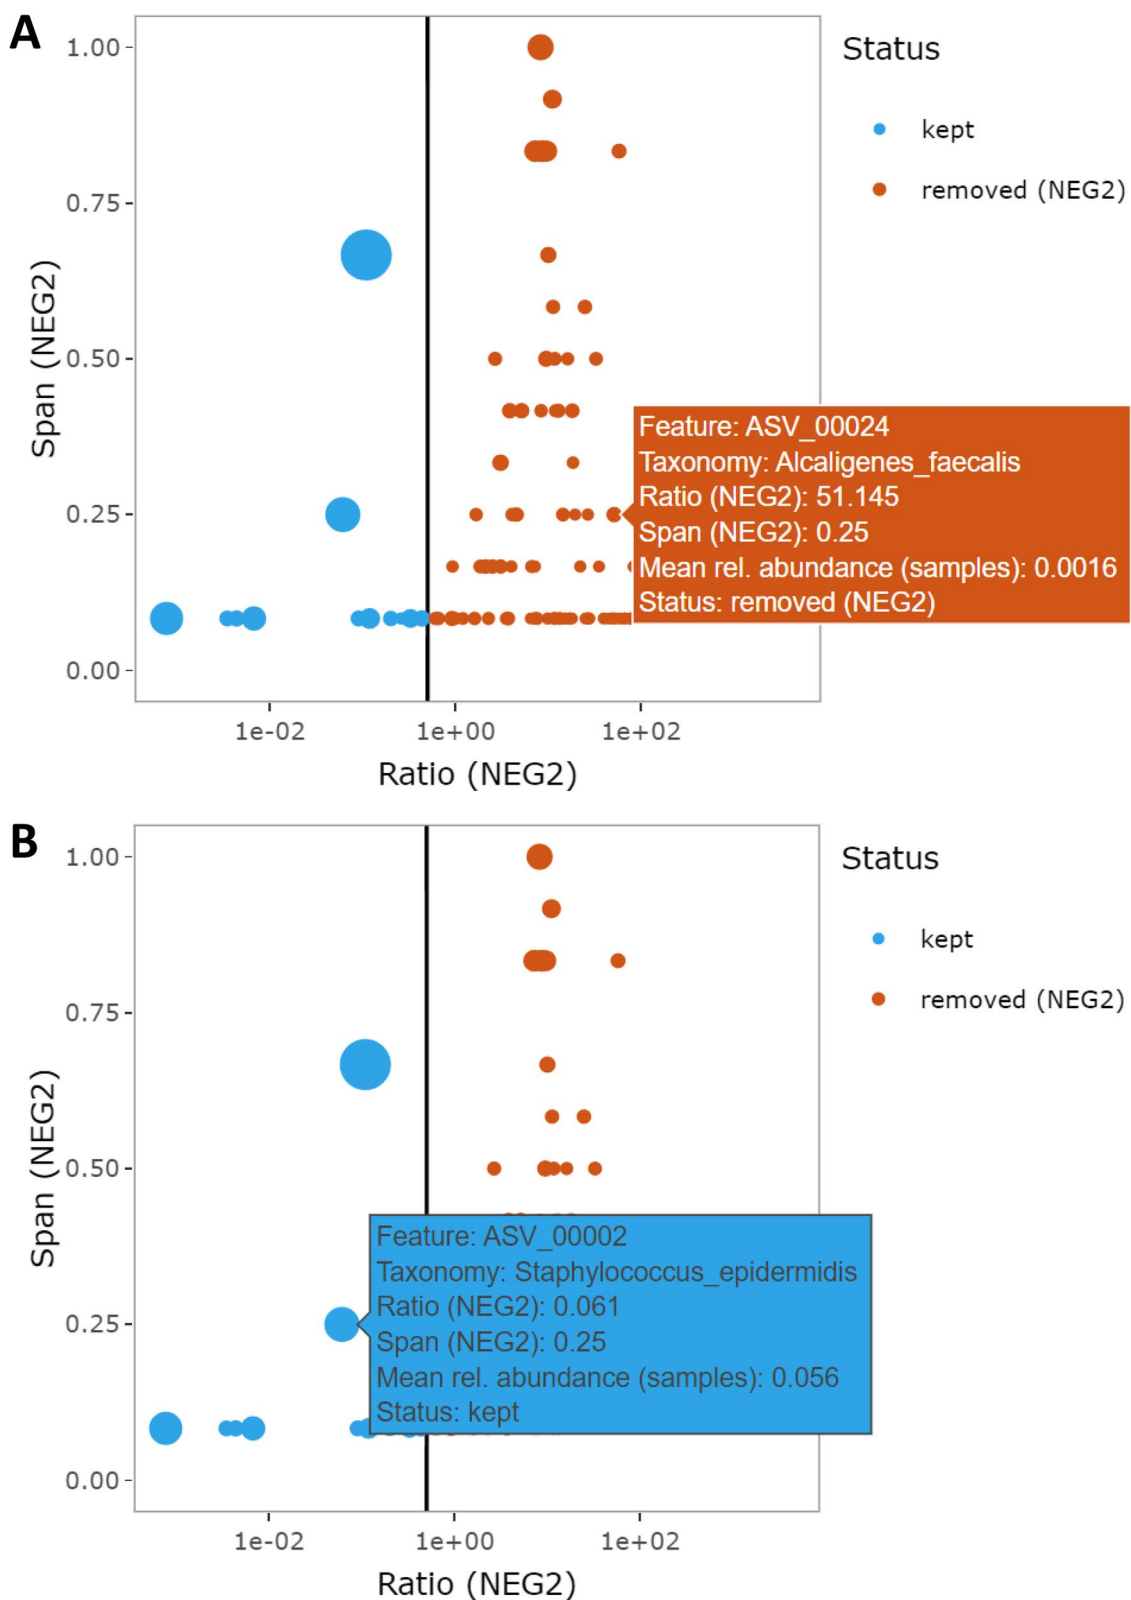 A
Status
kept
removed (NEG2)
1.00
0.75
0.50
0.25
0.00
Span (NEG2)
Feature: ASV_00024
Taxonomy: Alcaligenes_faecalis
Ratio (NEG2): 51.145
Span (NEG2): 0.25
Mean rel. abundance (samples): 0.0016
Status: removed (NEG2)
1e-02 1e+00 1e+02
Ratio (NEG2)
B
Status
kept
removed (NEG2)
1.00
0.75
0.50
0.25
0.00
Span (NEG2)
Feature: ASV_00002
Taxonomy: Staphylococcus_epidermidis
Ratio (NEG2): 0.061
Span (NEG2): 0.25
Mean rel. abundance (samples): 0.056
Status: kept
1e-02 1e+00 1e+02
Ratio (NEG2)